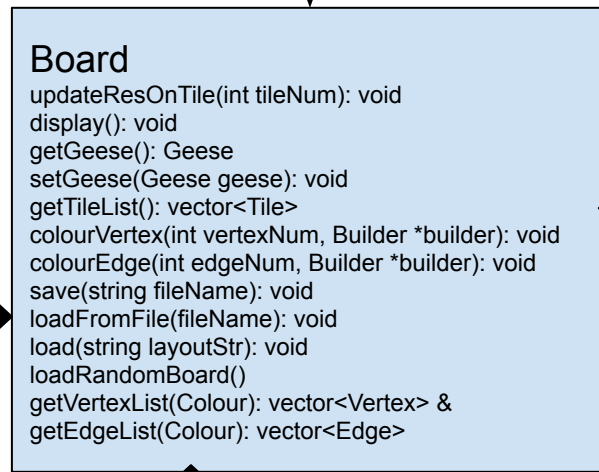 Board
updateResOnTile(int tileNum): void
display(): void
getGeese(): Geese
setGeese(Geese geese): void
getTileList(): vector<Tile>
colourVertex(int vertexNum, Builder *builder): void
colourEdge(int edgeNum, Builder *builder): void
save(string fileName): void
loadFromFile(fileName): void
load(string layoutStr): void
loadRandomBoard()
getVertexList(Colour): vector<Vertex> &
getEdgeList(Colour): vector<Edge>